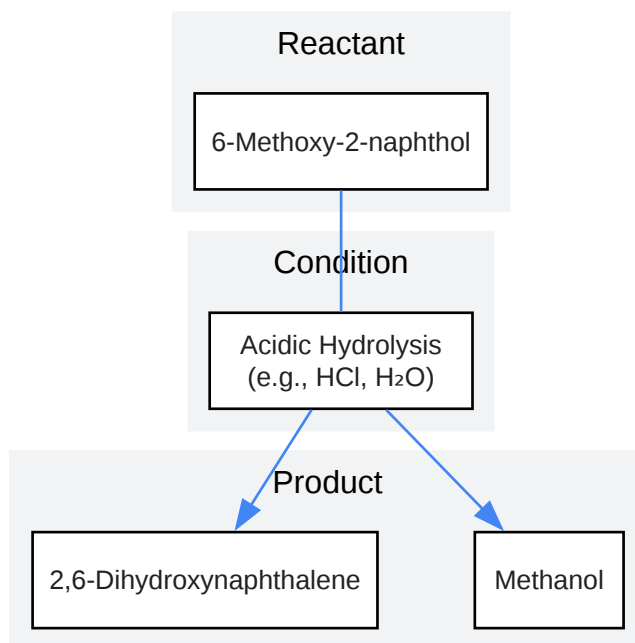 Reactant
6-Methoxy-2-naphthol
Condition
Acidic Hydrolysis
(e.g., HCl, H₂O)
Product
2,6-Dihydroxynaphthalene
Methanol